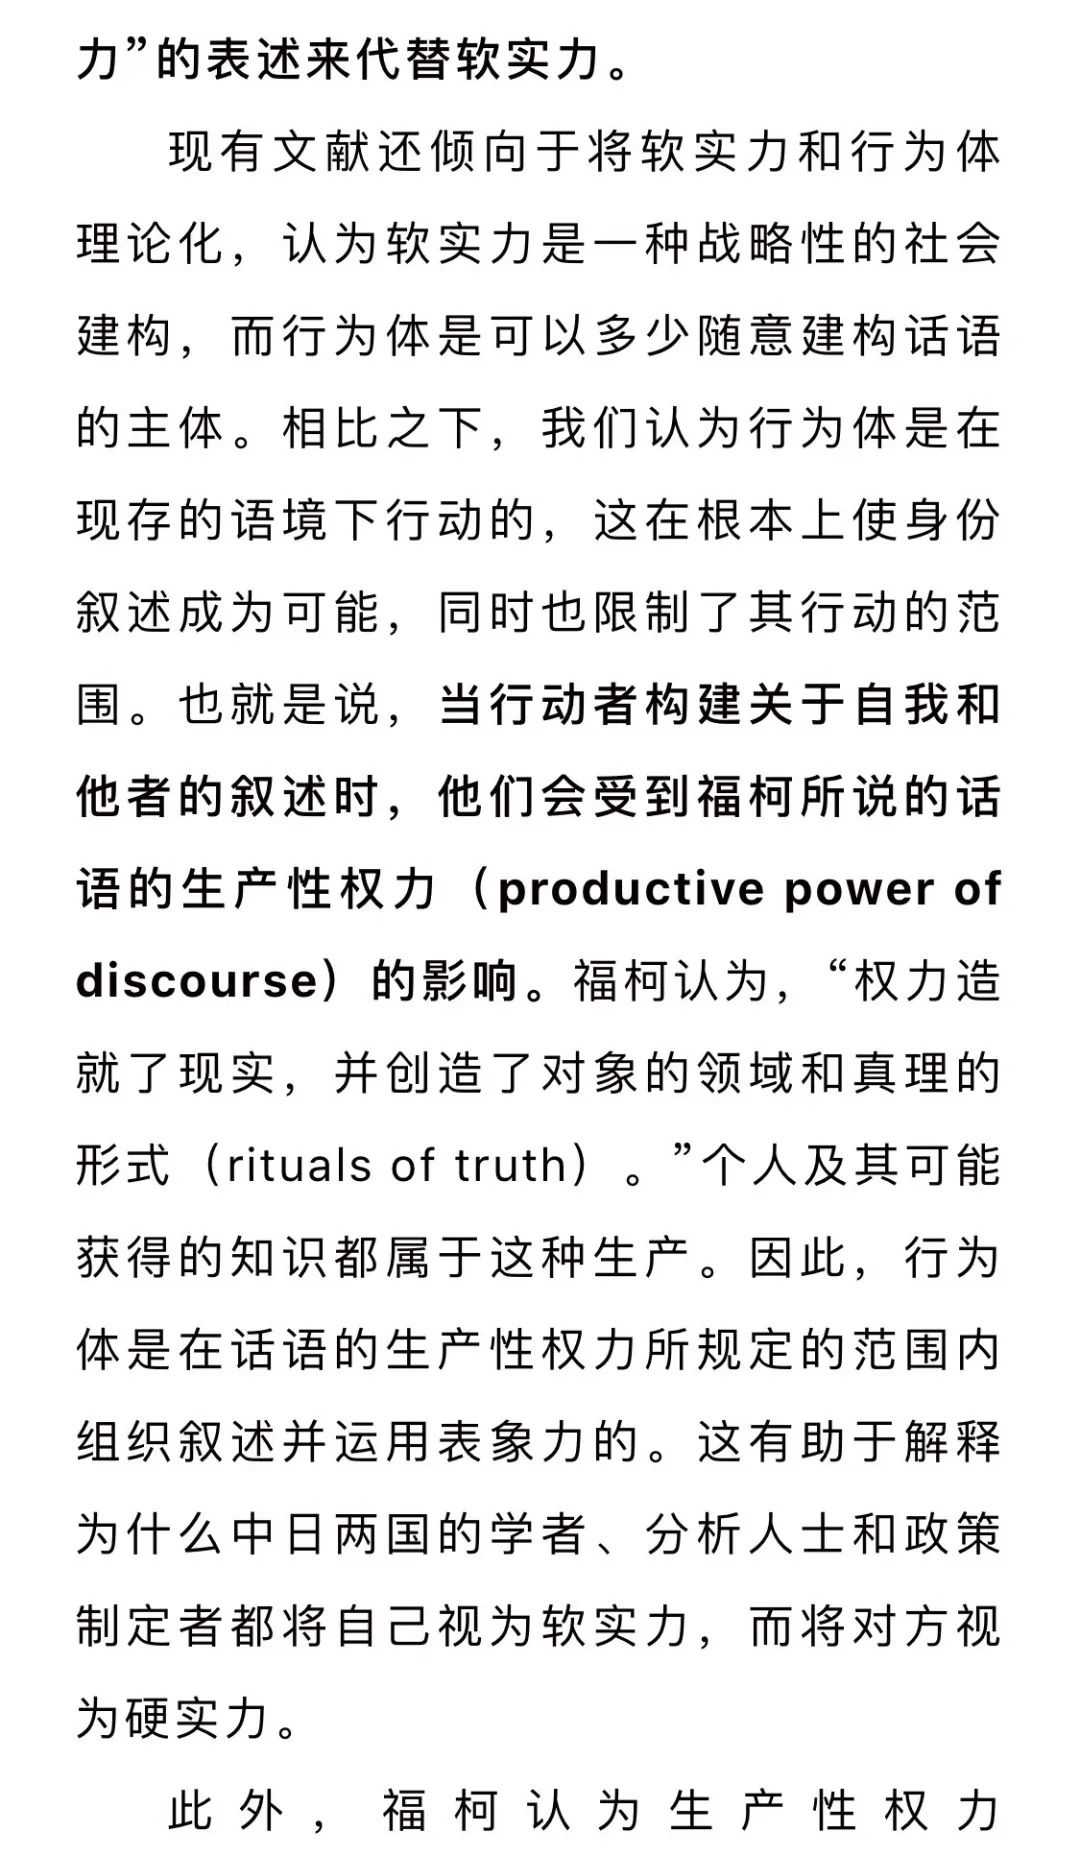 力”的表述来代替软实力。
现有文献还倾向于将软实力和行为体
理论化，认为软实力是一种战略性的社会
建构，而行为体是可以多少随意建构话语
的主体。相比之下，我们认为行为体是在
现存的语境下行动的，这在根本上使身份
叙述成为可能，同时也限制了其行动的范
围。也就是说，当行动者构建关于自我和
他者的叙述时，他们会受到福柯所说的话
语的生产性权力（productive power of
discourse）的影响。福柯认为，“权力造
就了现实，并创造了对象的领域和真理的
形式（rituals of truth）。”个人及其可能
获得的知识都属于这种生产。因此，行为
体是在话语的生产性权力所规定的范围内
组织叙述并运用表象力的。这有助于解释
为什么中日两国的学者、分析人士和政策
制定者都将自己视为软实力，而将对方视
为硬实力。
此外，福柯认为生产性权力